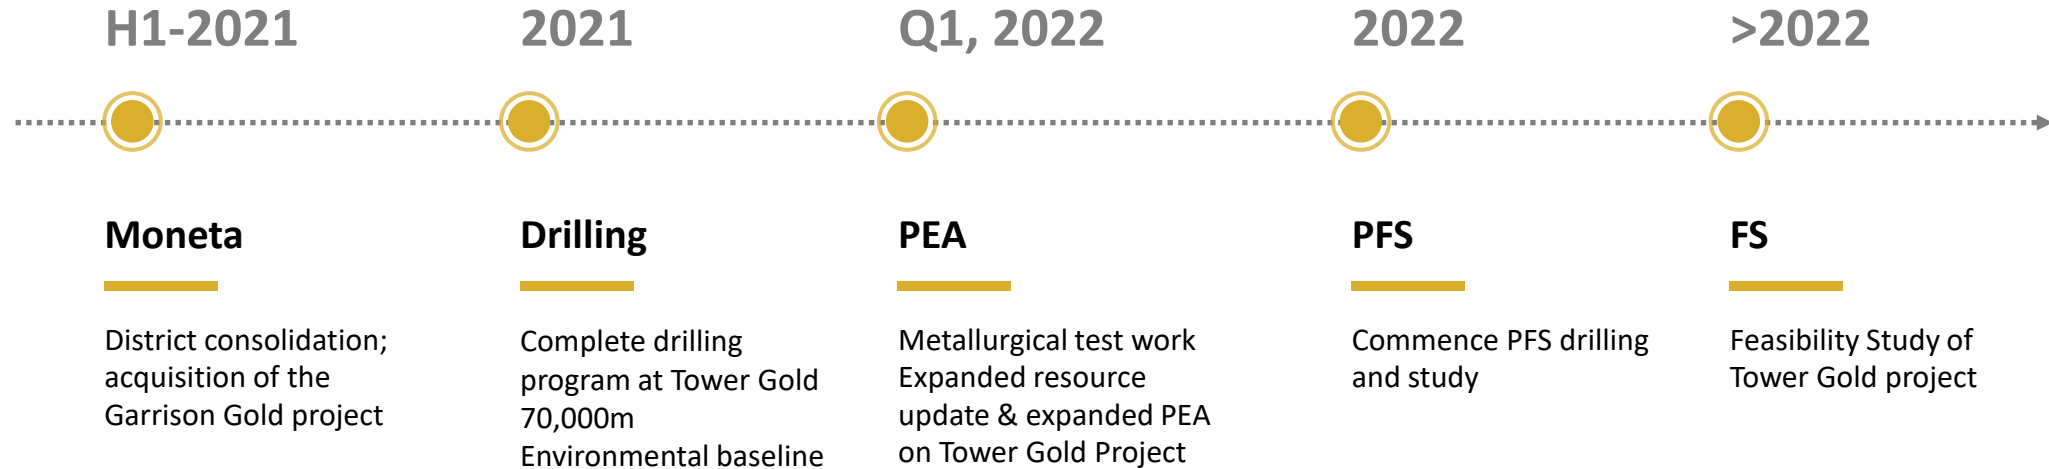 H1-2021
2021
Q1, 2022
2022
>2022
Moneta
Drilling
PEA
PFS
FS
District consolidation;
acquisition of the
Garrison Gold project
Complete drilling
program at Tower Gold
70,000m
Environmental baseline
Metallurgical test work
Expanded resource
update & expanded PEA
on Tower Gold Project
Commence PFS drilling
and study
Feasibility Study of
Tower Gold project